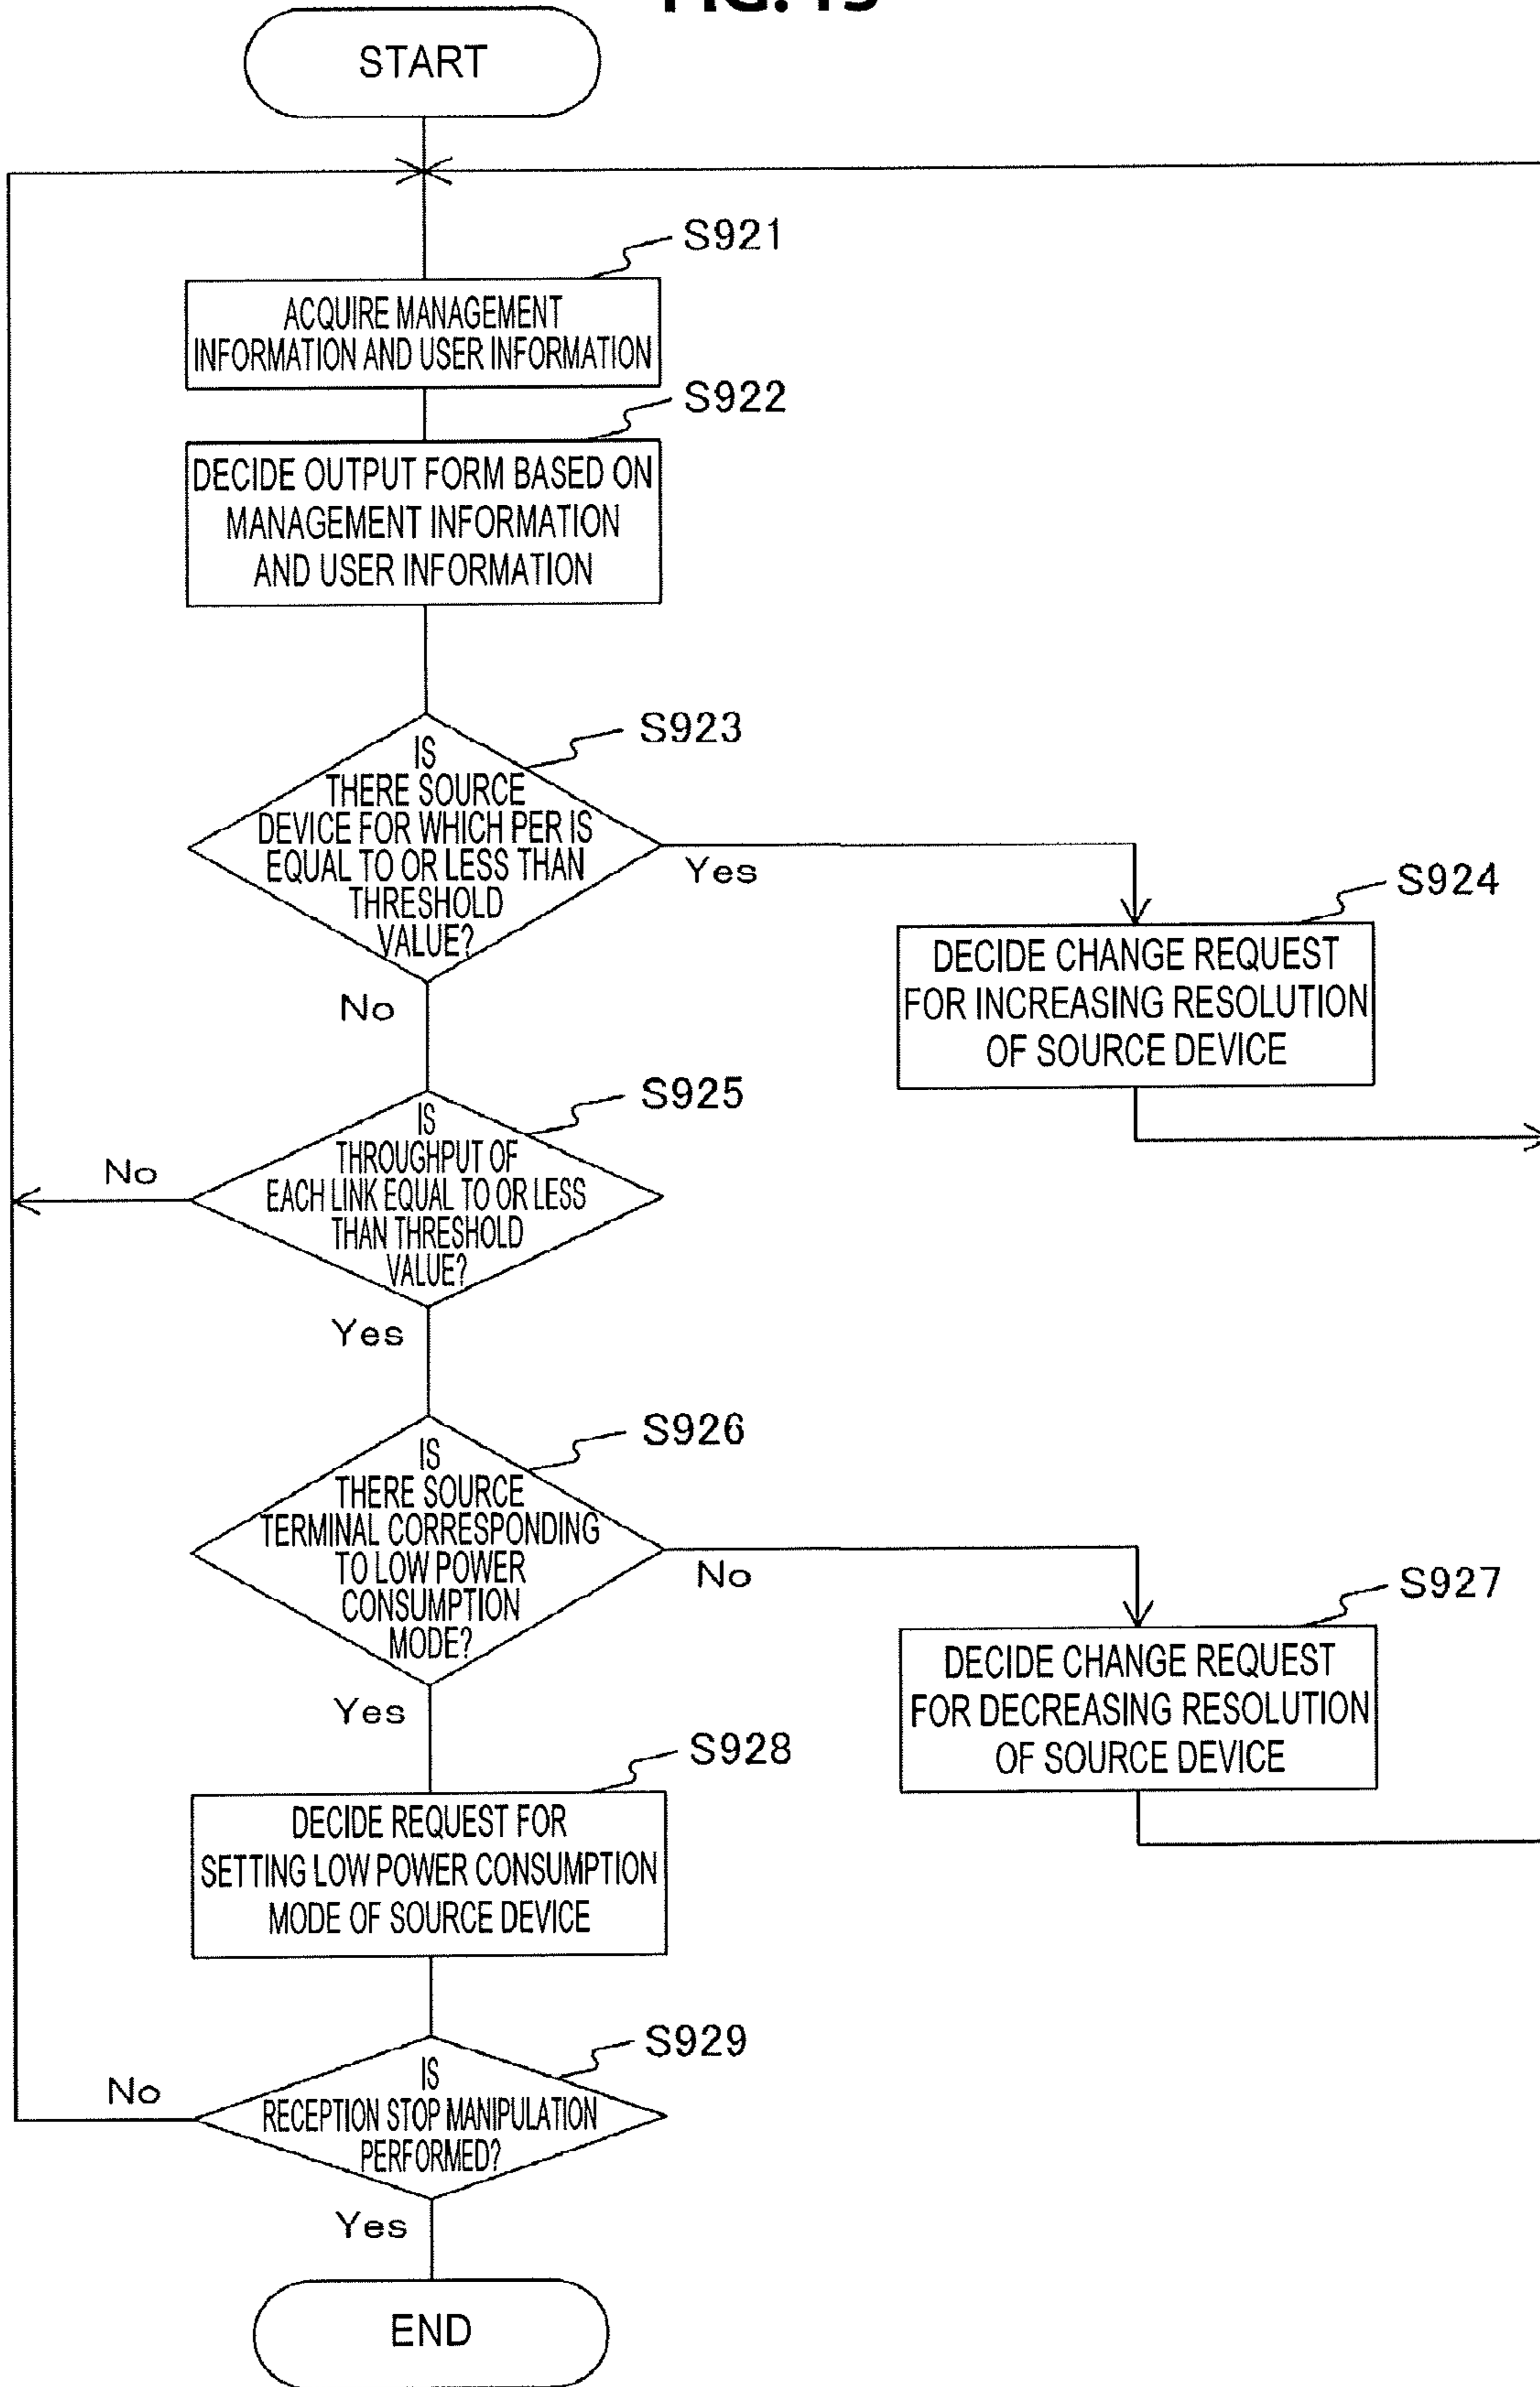 START
S921
ACQUIRE MANAGEMENT
INFORMATION AND USER INFORMATION
S922
DECIDE OUTPUT FORM BASED ON
MANAGEMENT INFORMATION
AND USER INFORMATION
S923
IS
THERE SOURCE
DEVICE FOR WHICH PER IS
EQUAL TO OR LESS THAN
THRESHOLD
VALUE?
Yes
No
S924
DECIDE CHANGE REQUEST
FOR INCREASING RESOLUTION
OF SOURCE DEVICE
S925
IS
THROUGHPUT OF
EACH LINK EQUAL TO OR LESS
THAN THRESHOLD
VALUE?
No
Yes
S926
IS
THERE SOURCE
TERMINAL CORRESPONDING
TO LOW POWER
CONSUMPTION
MODE?
No
Yes
S927
DECIDE CHANGE REQUEST
FOR DECREASING RESOLUTION
OF SOURCE DEVICE
S928
DECIDE REQUEST FOR
SETTING LOW POWER CONSUMPTION
MODE OF SOURCE DEVICE
S929
IS
RECEPTION STOP MANIPULATION
PERFORMED?
No
Yes
END